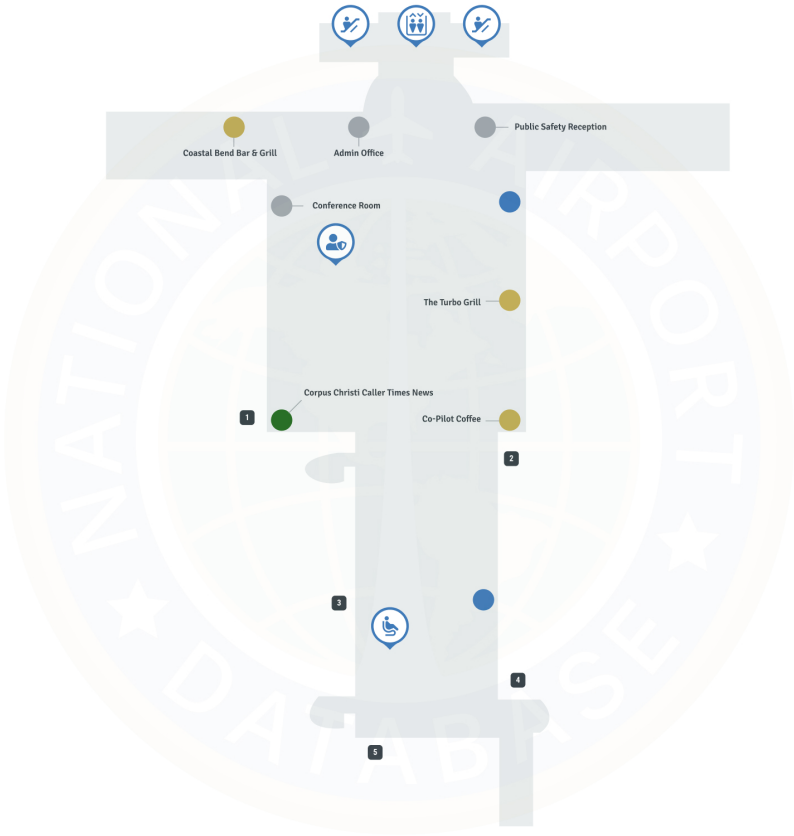 Public Safety Reception
Coastal Bend Bar & Grill
Admin Office
Conference Room
The Turbo Grill
Corpus Christi Caller Times News
1
Co-Pilot Coffee
2
3
4
5
NATIONAL AIRPORT
DATABASE